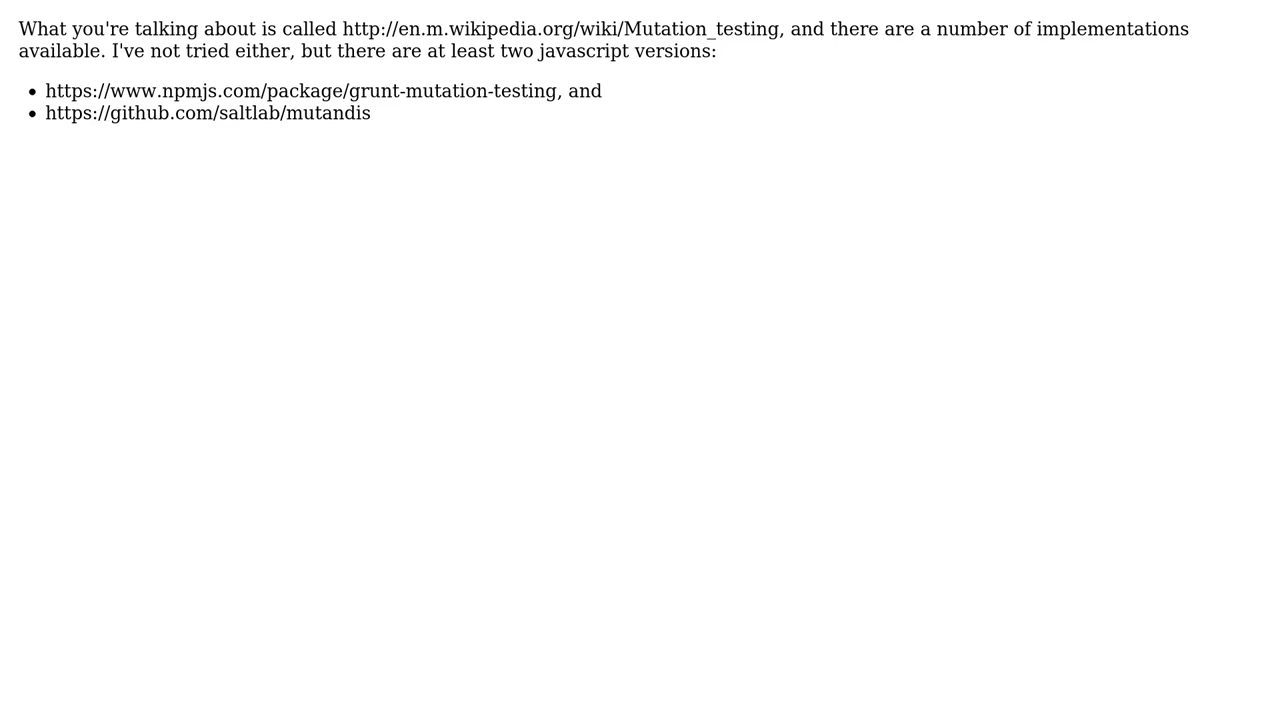 What you're talking about is called http://en.m.wikipedia.org/wiki/Mutation_testing, and there are a number of implementations
available. I've not tried either, but there are at least two javascript versions:
• https://www.npmjs.com/package/grunt-mutation-testing, and
• https://github.com/saltlab/mutandis